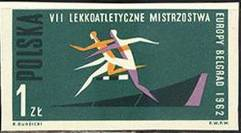 VII LEKKOATLETYCZNE MISTRZOSTWA
EUROPY BELGRAD 1962
POLSKA
1 ZŁ
P.W.P.W.